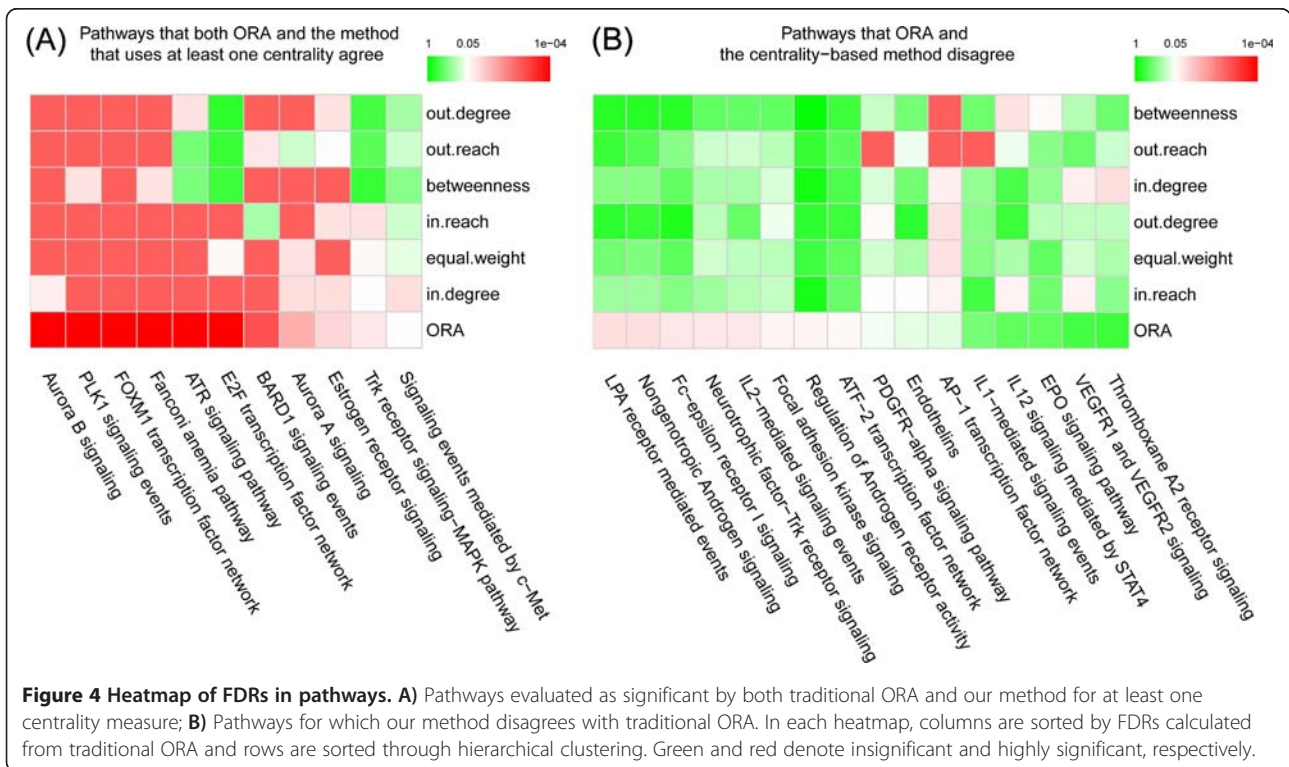 (A) Pathways that both ORA and the method
that uses at least one centrality agree
1 0.05 1e−04
out.degree
out.reach
betweenness
in.reach
equal.weight
in.degree
ORA
Aurora B signaling
PLK1 signaling events
FOXM1 transcription factor network
Fanconi anemia pathway
ATR signaling pathway
E2F transcription factor network
BARD1 signaling events
Aurora A signaling
Estrogen receptor signaling
Trk receptor signaling−MAPK pathway
Signaling events mediated by c−Met
(B) Pathways that ORA and
the centrality−based method disagree
1 0.05 1e−04
betweenness
out.reach
in.degree
out.degree
equal.weight
in.reach
ORA
LPA receptor mediated events
Nongenotropic Androgen signaling
Fc−epsilon receptor I signaling
Neurotrophic factor−Trk receptor signaling
IL2−mediated signaling events
Focal adhesion kinase signaling
Regulation of Androgen receptor activity
ATF−2 transcription factor network
PDGFR−alpha signaling pathway
Endothelins
AP−1 transcription factor network
IL1−mediated signaling events
IL12 signaling mediated by STAT4
EPO signaling pathway
VEGFR1 and VEGFR2 signaling
Thromboxane A2 receptor signaling
Figure 4 Heatmap of FDRs in pathways. A) Pathways evaluated as significant by both traditional ORA and our method for at least one
centrality measure; B) Pathways for which our method disagrees with traditional ORA. In each heatmap, columns are sorted by FDRs calculated
from traditional ORA and rows are sorted through hierarchical clustering. Green and red denote insignificant and highly significant, respectively.